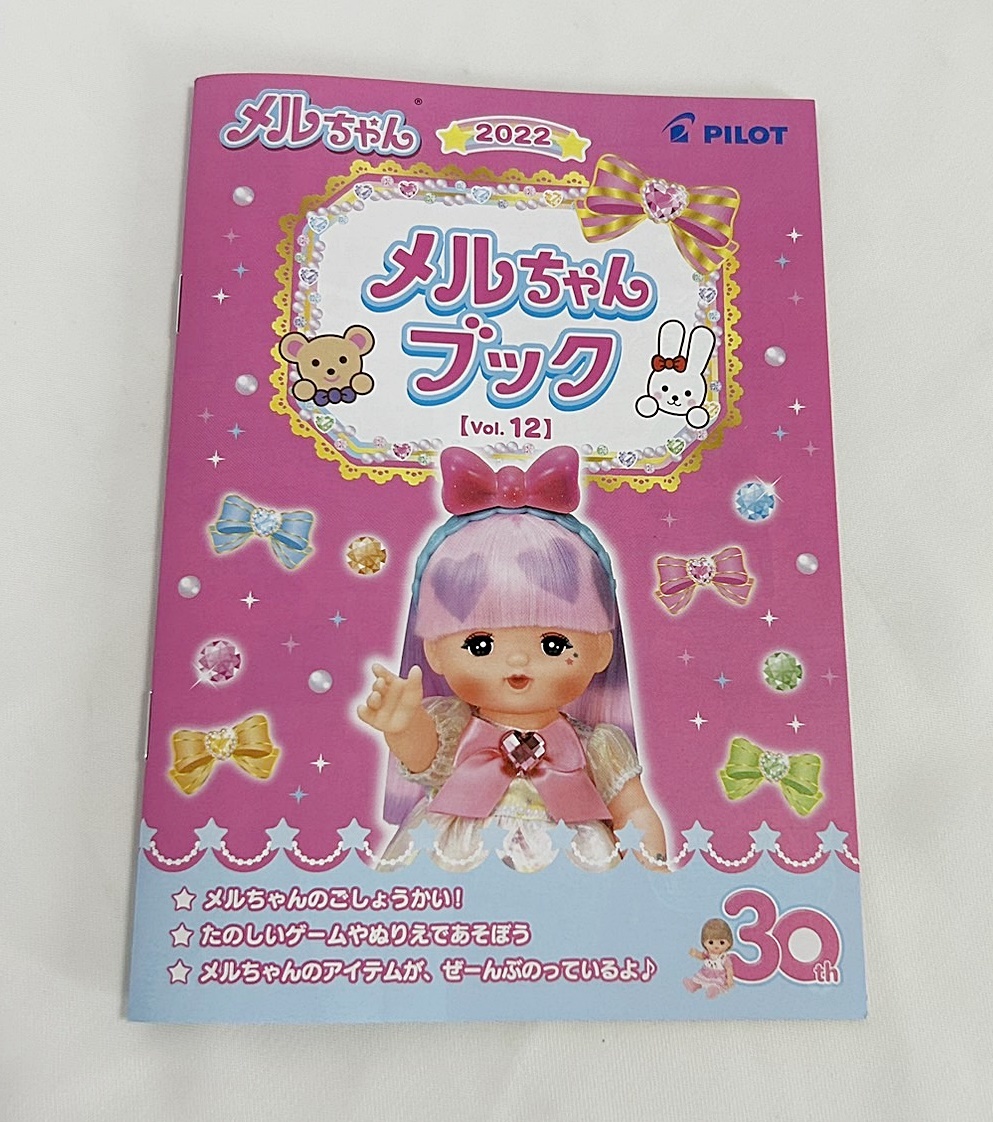 メルちゃん®
2022
PILOT
メルちゃん
ブック
【Vol. 12】
☆ メルちゃんのごしょうかい！
☆ たのしいゲームやぬりえであそぼう
☆ メルちゃんのアイテムが、ぜーんぶのっているよ♪
30th